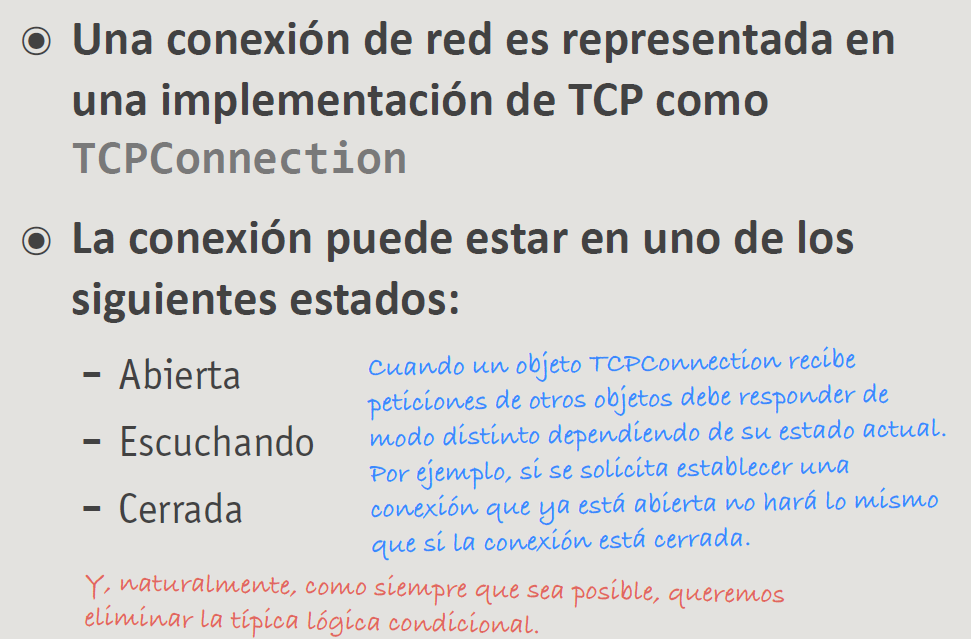 Una conexión de red es representada en
una implementación de TCP como
TCPConnection
La conexión puede estar en uno de los
siguientes estados:
- Abierta
- Escuchando
- Cerrada
Cuando un objeto TCPConnection recibe
peticiones de otros objetos debe responder de
modo distinto dependiendo de su estado actual.
Por ejemplo, si se solicita establecer una
conexión que ya está abierta no hará lo mismo
que si la conexión está cerrada.
Y, naturalmente, como siempre que sea posible, queremos
eliminar la típica lógica condicional.